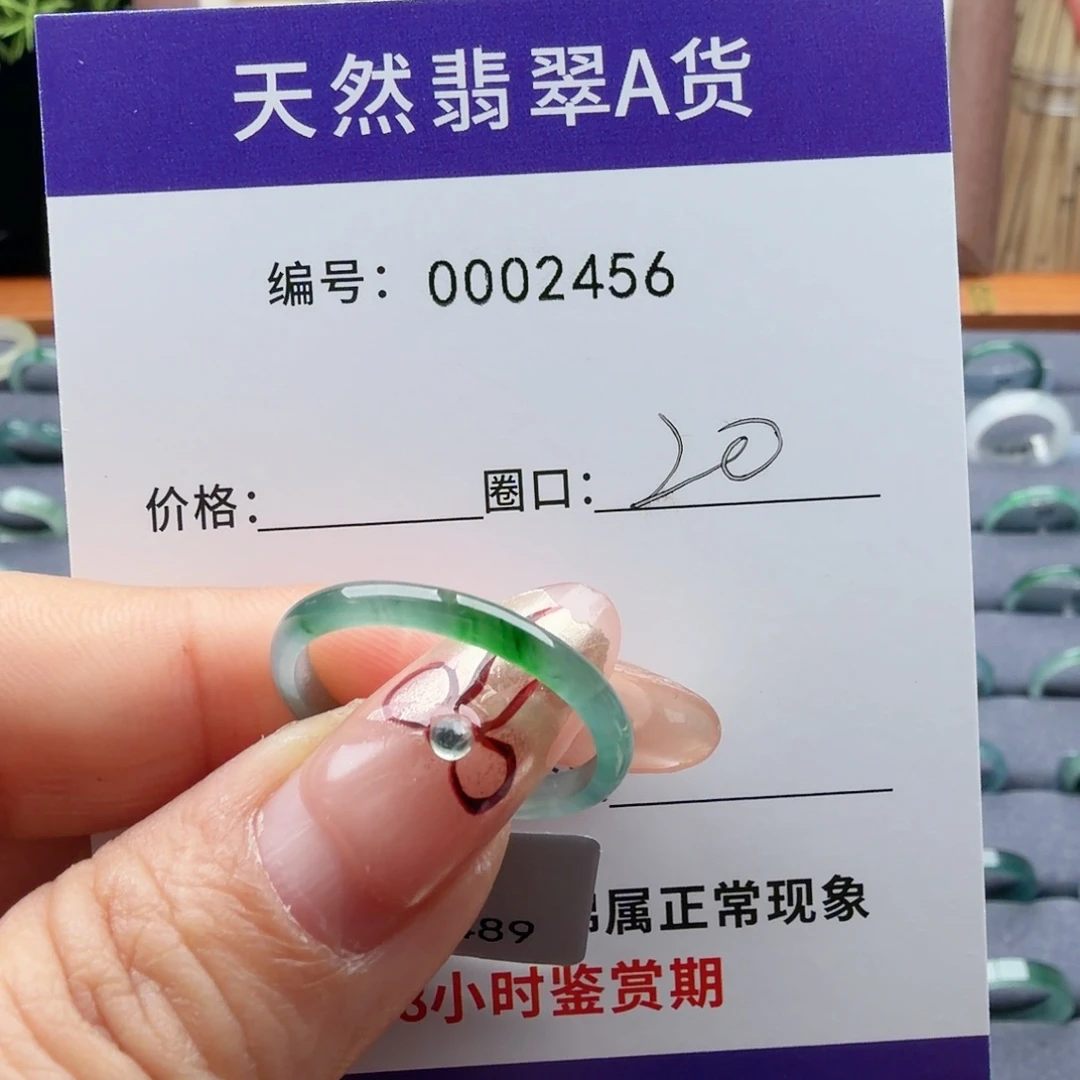 天然翡翠A货
编号：0002456
价格： 圈口：20
属正常现象
489
小时鉴赏期